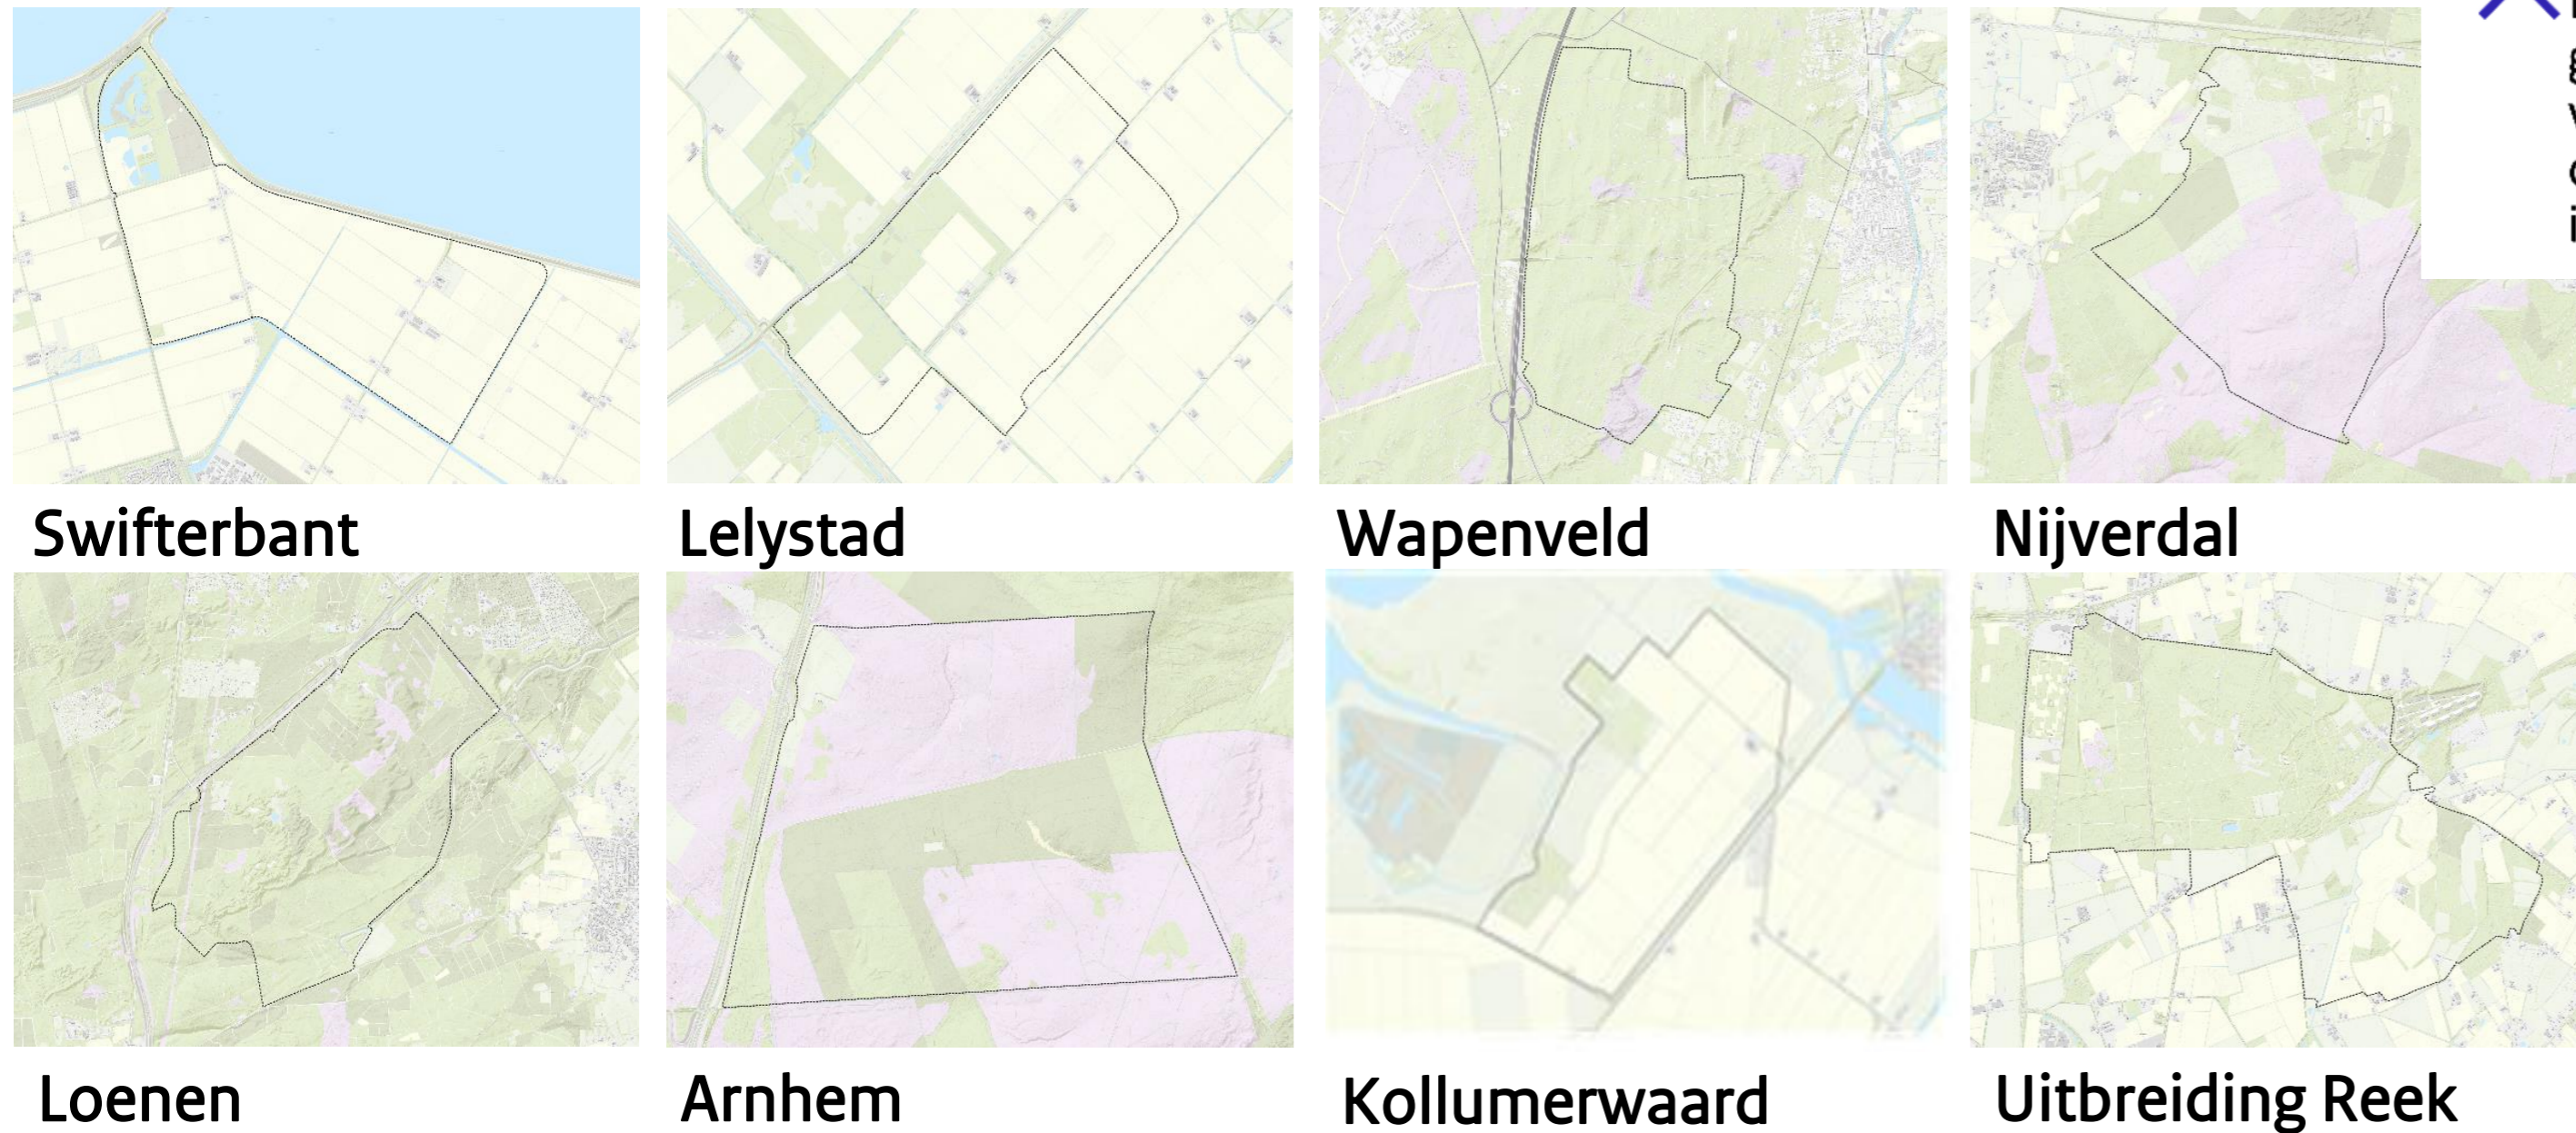 Swifterbant
Lelystad
Wapenveld
Nijverdal
Loenen
Arnhem
Kollumerwaard
Uitbreiding Reek